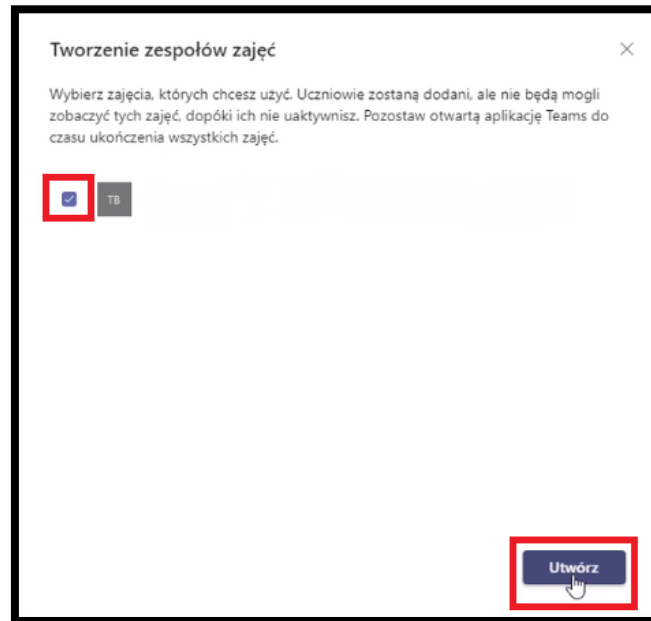 Tworzenie zespołów zajęć
Wybierz zajęcia, których chcesz użyć. Uczniowie zostaną dodani, ale nie będą mogli
zobaczyć tych zajęć, dopóki ich nie uaktywnisz. Pozostaw otwartą aplikację Teams do
czasu ukończenia wszystkich zajęć.
TB
Utwórz